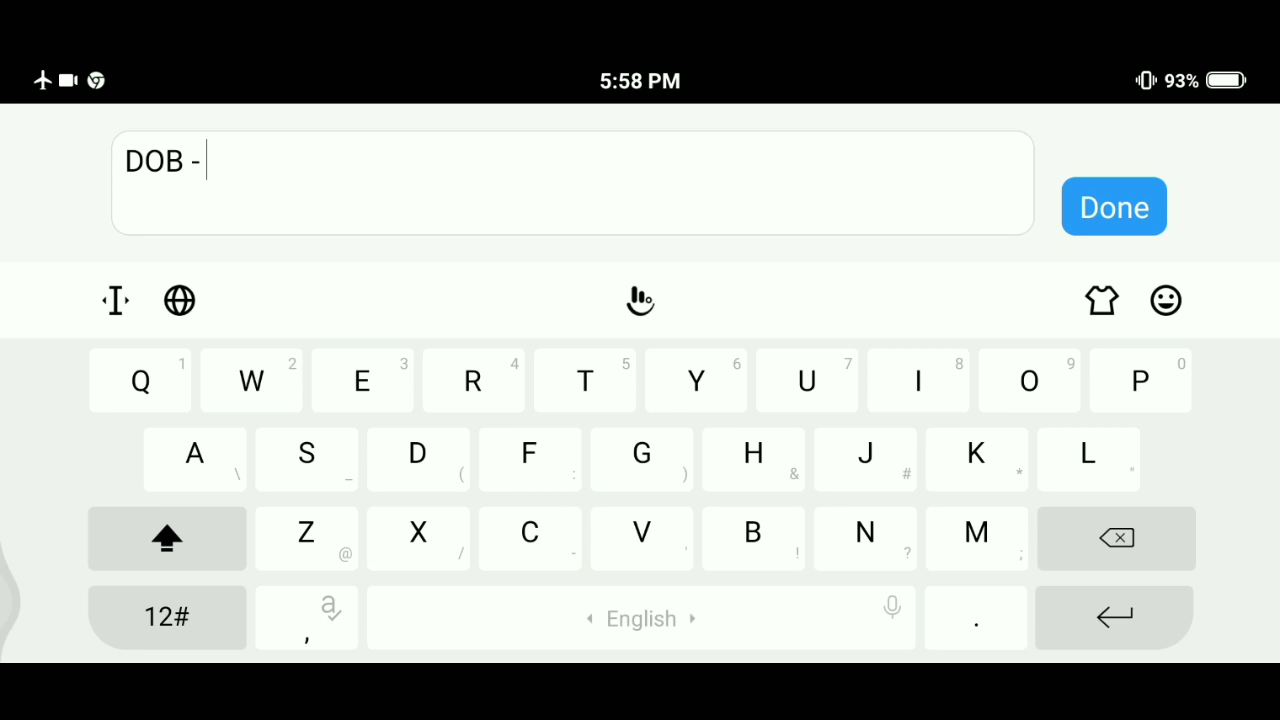 5:58 PM 93%
DOB -
Done
Q 1 W 2 E 3 R 4 T 5 Y 6 U 7 I 8 O 9 P 0
A \ S _ D ( F : G ) H & J # K * L "
Z @ X / C - V ' B ! N ? M ;
12# , a English .